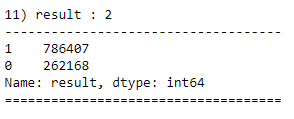 11) result : 2
-----------------------------------
1    786407
0    262168
Name: result, dtype: int64
===================================